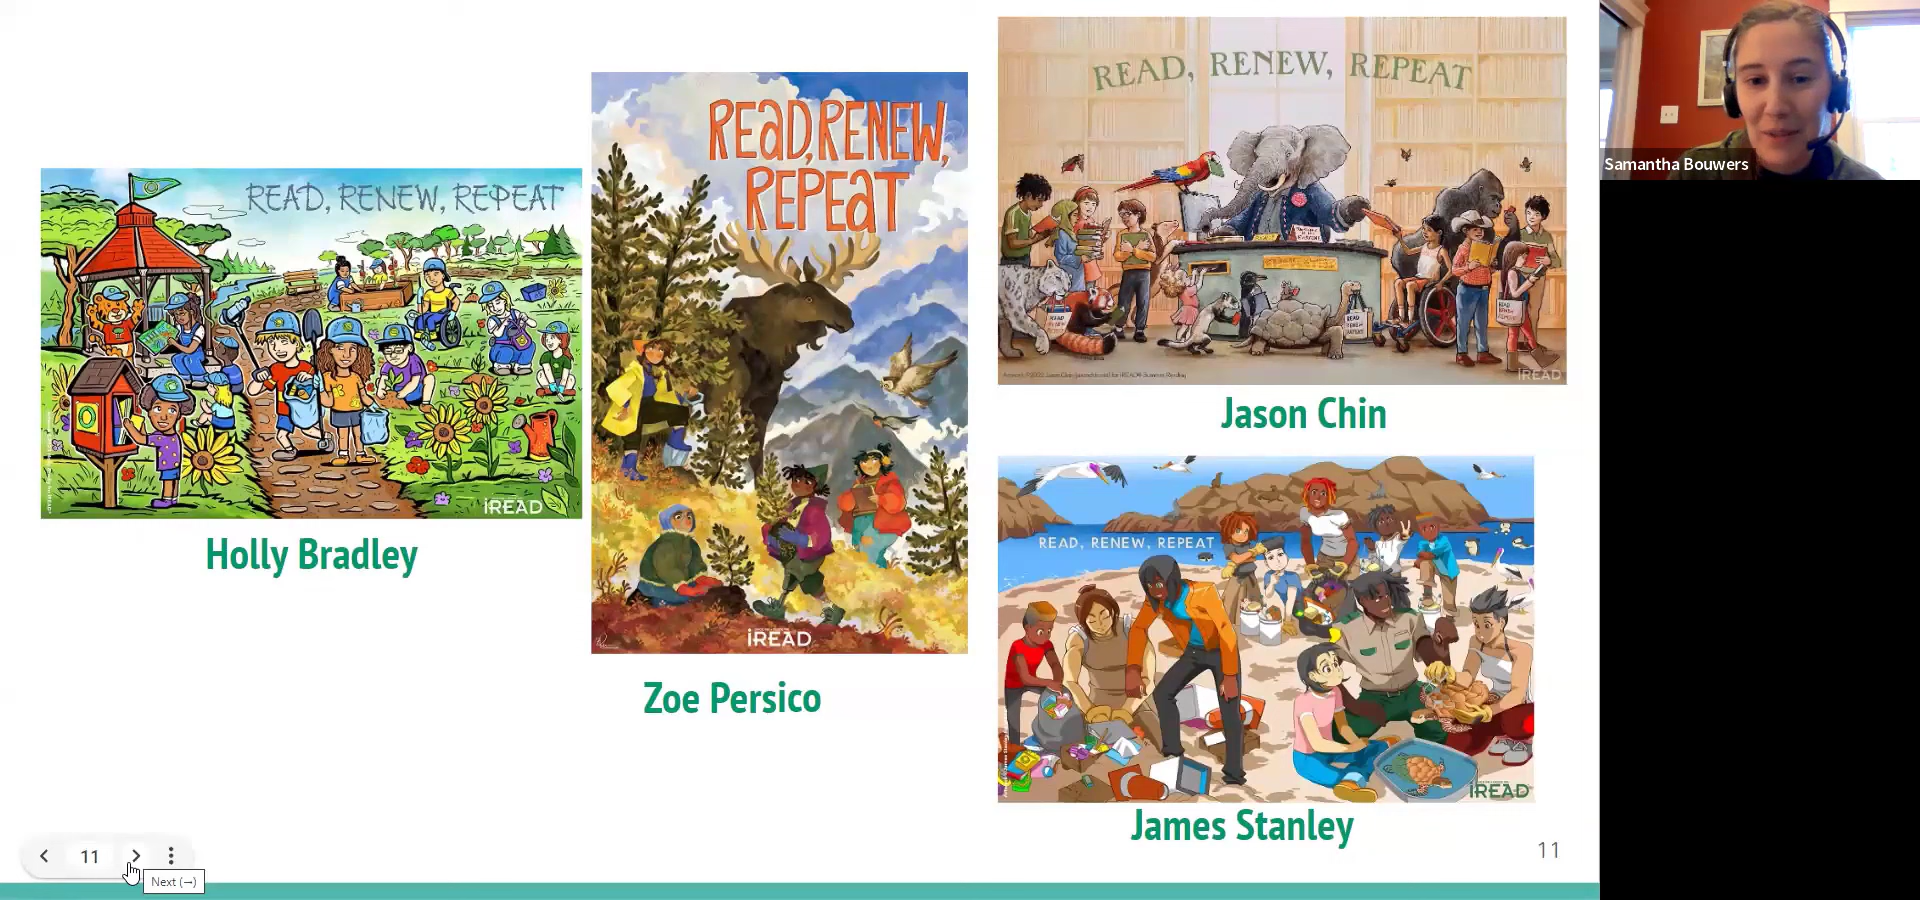 READ, RENEW, REPEAT
iREAD
Holly Bradley
READ, RENEW,
REPEAT
iREAD
Zoe Persico
READ, RENEW, REPEAT
READ
iREAD
Jason Chin
READ, RENEW, REPEAT
iREAD
James Stanley
11
11
Next (→)
Samantha Bouwers